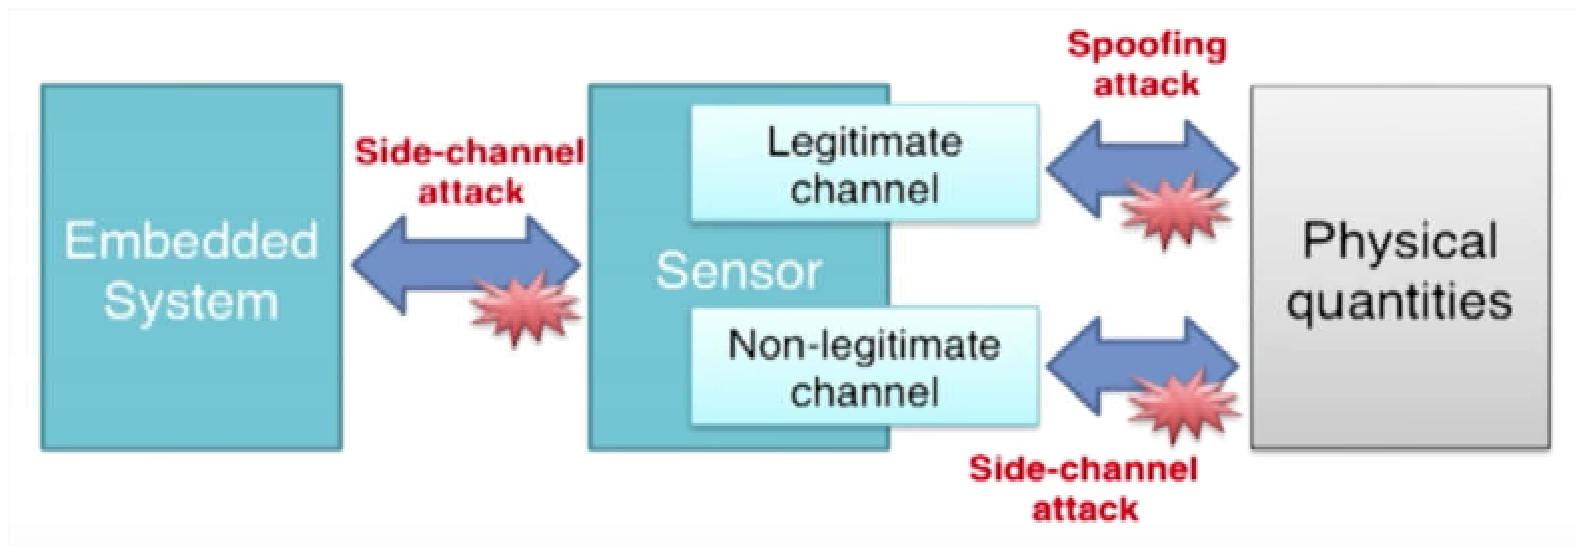 Embedded
System
Side-channel
attack
Sensor
Legitimate
channel
Non-legitimate
channel
Spoofing
attack
Side-channel
attack
Physical
quantities